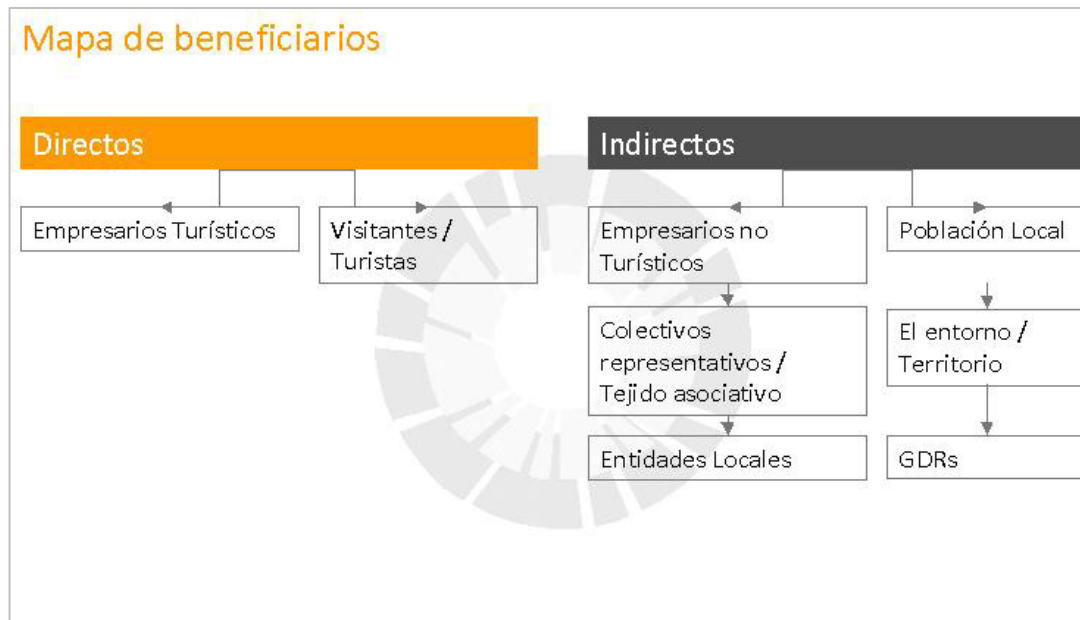 Mapa de beneficiarios
Directos
Empresarios Turísticos
Visitantes /
Turistas
Indirectos
Empresarios no
Turísticos
Colectivos
representativos /
Tejido asociativo
Entidades Locales
Población Local
El entorno /
Territorio
GDRs